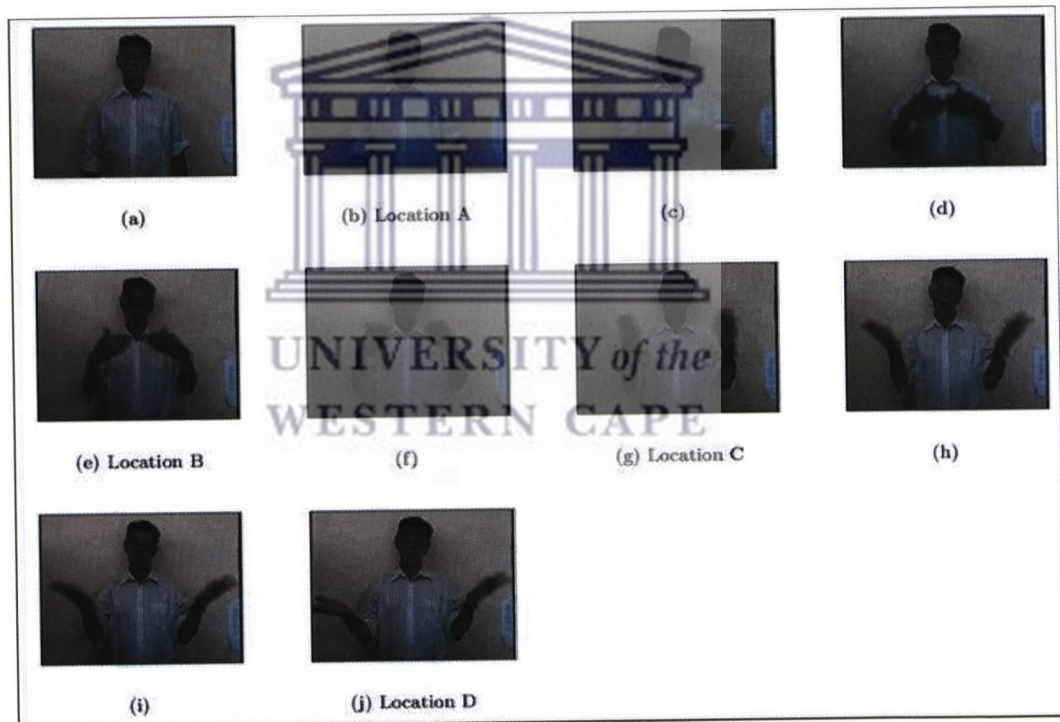 (a)
(b) Location A
(c)
(d)
UNIVERSITY of the
WESTERN CAPE
(e) Location B
(f)
(g) Location C
(h)
(i)
(j) Location D